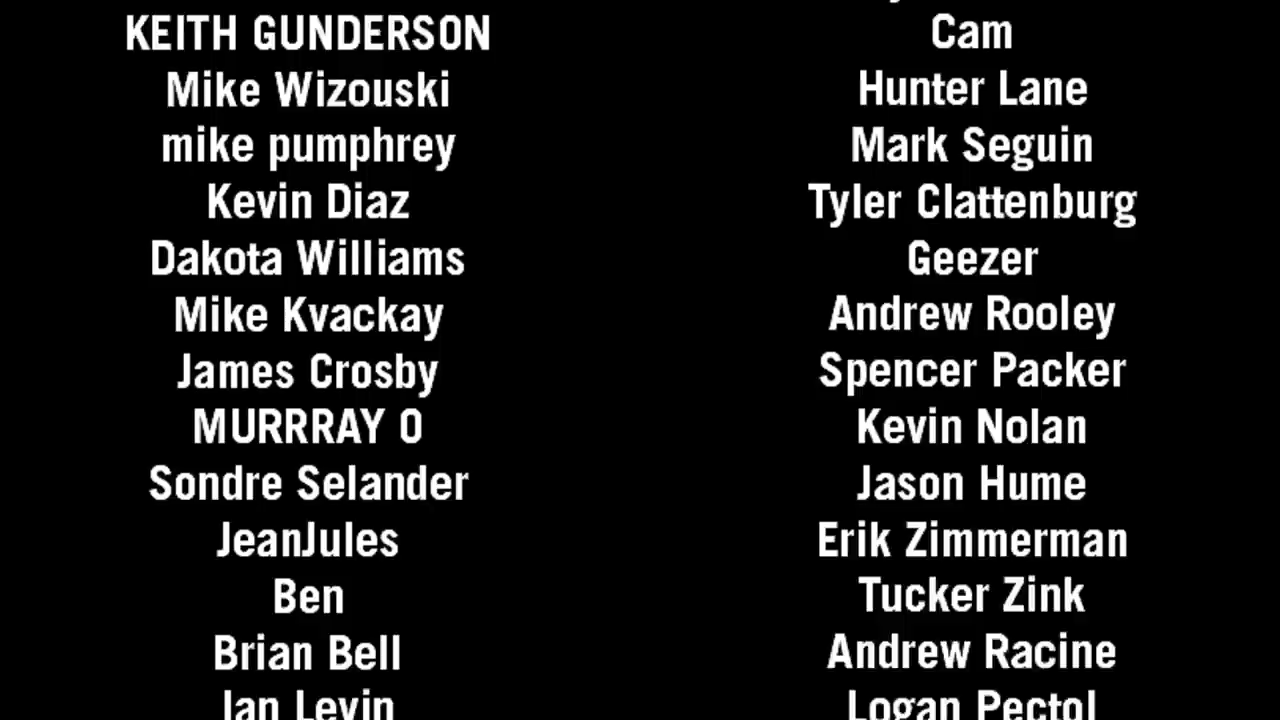 KEITH GUNDERSON
Mike Wizouski
mike pumphrey
Kevin Diaz
Dakota Williams
Mike Kvackay
James Crosby
MURRRAY O
Sondre Selander
JeanJules
Ben
Brian Bell
Ian Levin
Cam
Hunter Lane
Mark Seguin
Tyler Clattenburg
Geezer
Andrew Rooley
Spencer Packer
Kevin Nolan
Jason Hume
Erik Zimmerman
Tucker Zink
Andrew Racine
Logan Pectol